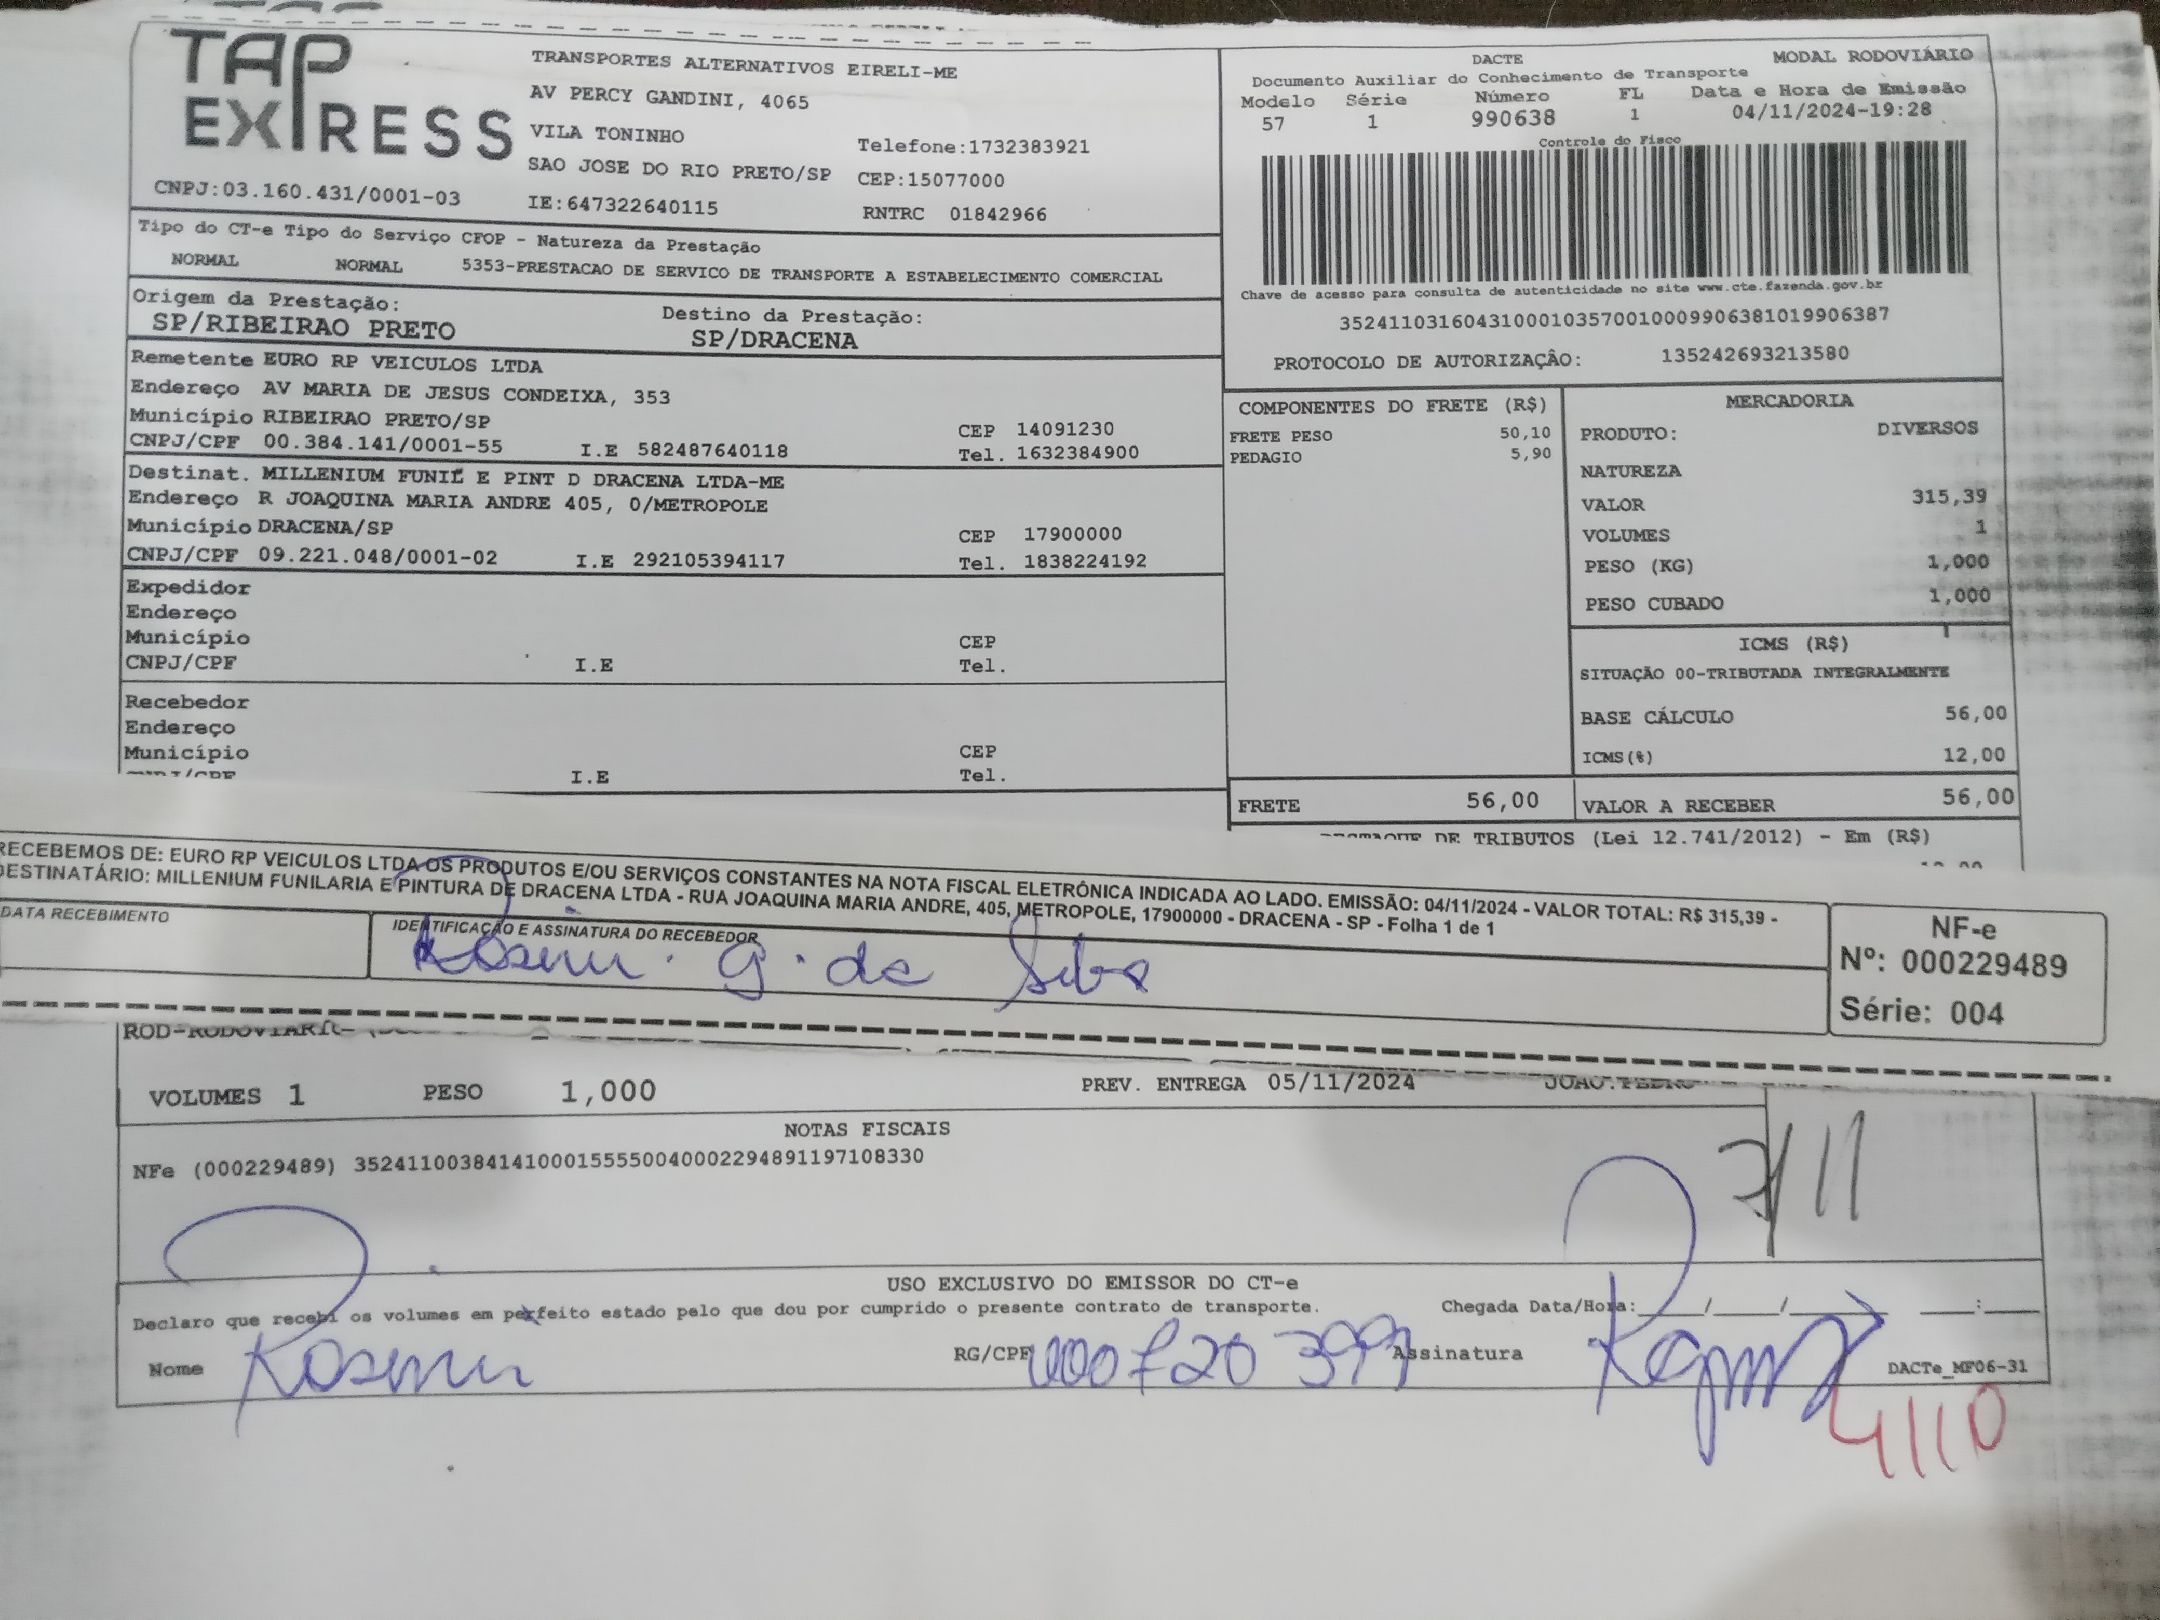 TAP EXPRESS
TRANSPORTES ALTERNATIVOS EIRELI-ME
AV PERCY GANDINI, 4065
VILA TONINHO
Telefone:1732383921
SAO JOSE DO RIO PRETO/SP CEP:15077000
CNPJ:03.160.431/0001-03 IE:647322640115 RNTRC 01842966
DACTE MODAL RODOVIÁRIO
Documento Auxiliar do Conhecimento de Transporte
Modelo Série Número FL Data e Hora de Emissão
57 1 990638 1 04/11/2024-19:28
Controle do Fisco
Chave de acesso para consulta de autenticidade no site www.cte.fazenda.gov.br
35241103160431000103570010009906381019906387
PROTOCOLO DE AUTORIZAÇÃO: 135242693213580
Tipo do CT-e Tipo do Serviço CFOP - Natureza da Prestação
NORMAL NORMAL 5353-PRESTACAO DE SERVICO DE TRANSPORTE A ESTABELECIMENTO COMERCIAL
Origem da Prestação: Destino da Prestação:
SP/RIBEIRAO PRETO SP/DRACENA
Remetente EURO RP VEICULOS LTDA
Endereço AV MARIA DE JESUS CONDEIXA, 353
Município RIBEIRAO PRETO/SP CEP 14091230
CNPJ/CPF 00.384.141/0001-55 I.E 582487640118 Tel. 1632384900
Destinat. MILLENIUM FUNIL E PINT D DRACENA LTDA-ME
Endereço R JOAQUINA MARIA ANDRE 405, 0/METROPOLE
Município DRACENA/SP CEP 17900000
CNPJ/CPF 09.221.048/0001-02 I.E 292105394117 Tel. 1838224192
Expedidor
Endereço
Município CEP
CNPJ/CPF I.E Tel.
Recebedor
Endereço
Município CEP
CNPJ/CPF I.E Tel.
COMPONENTES DO FRETE (R$)
FRETE PESO 50,10
PEDAGIO 5,90
FRETE 56,00
MERCADORIA
PRODUTO: DIVERSOS
NATUREZA
VALOR 315,39
VOLUMES 1
PESO (KG) 1,000
PESO CUBADO 1,000
ICMS (R$)
SITUAÇÃO 00-TRIBUTADA INTEGRALMENTE
BASE CÁLCULO 56,00
ICMS(%) 12,00
VALOR A RECEBER 56,00
DE TRIBUTOS (Lei 12.741/2012) - Em (R$)
RECEBEMOS DE: EURO RP VEICULOS LTDA OS PRODUTOS E/OU SERVIÇOS CONSTANTES NA NOTA FISCAL ELETRÔNICA INDICADA AO LADO. EMISSÃO: 04/11/2024 - VALOR TOTAL: R$ 315,39 -
DESTINATÁRIO: MILLENIUM FUNILARIA E PINTURA DE DRACENA LTDA - RUA JOAQUINA MARIA ANDRE, 405, METROPOLE, 17900000 - DRACENA - SP - Folha 1 de 1
DATA RECEBIMENTO IDENTIFICAÇÃO E ASSINATURA DO RECEBEDOR
G. da Silva
NF-e
Nº: 000229489
Série: 004
VOLUMES 1 PESO 1,000 PREV. ENTREGA 05/11/2024 JOAO.PEDRO
NOTAS FISCAIS
NFe (000229489) 35241100384141000155550040002294891197108330
7/11
USO EXCLUSIVO DO EMISSOR DO CT-e
Declaro que recebi os volumes em perfeito estado pelo que dou por cumprido o presente contrato de transporte. Chegada Data/Hora:____/____/____ ___:____
Nome RG/CPF Assinatura DACTe_MF06-31